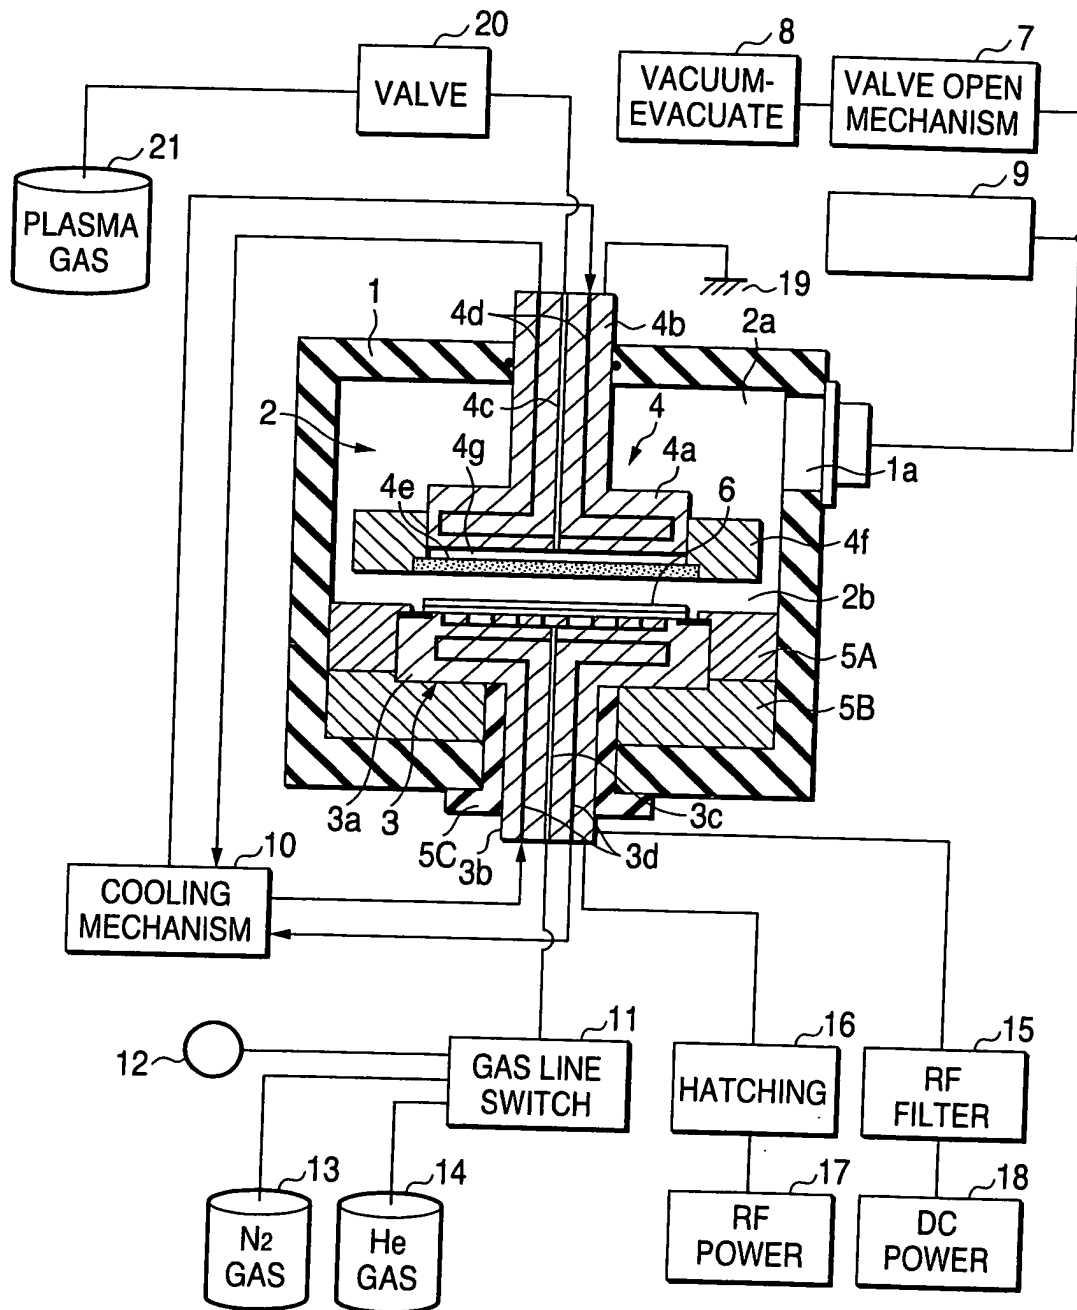 20
VALVE
8
VACUUM-
EVACUATE
7
VALVE OPEN
MECHANISM
21
PLASMA
GAS
9
19
1
4d
4b
2a
4c
4
2
4g
4a
1a
4e
6
4f
2b
5A
5B
3a
3
5C
3b
3d
3c
10
COOLING
MECHANISM
12
11
GAS LINE
SWITCH
16
HATCHING
15
RF
FILTER
13
N2
GAS
14
He
GAS
17
RF
POWER
18
DC
POWER